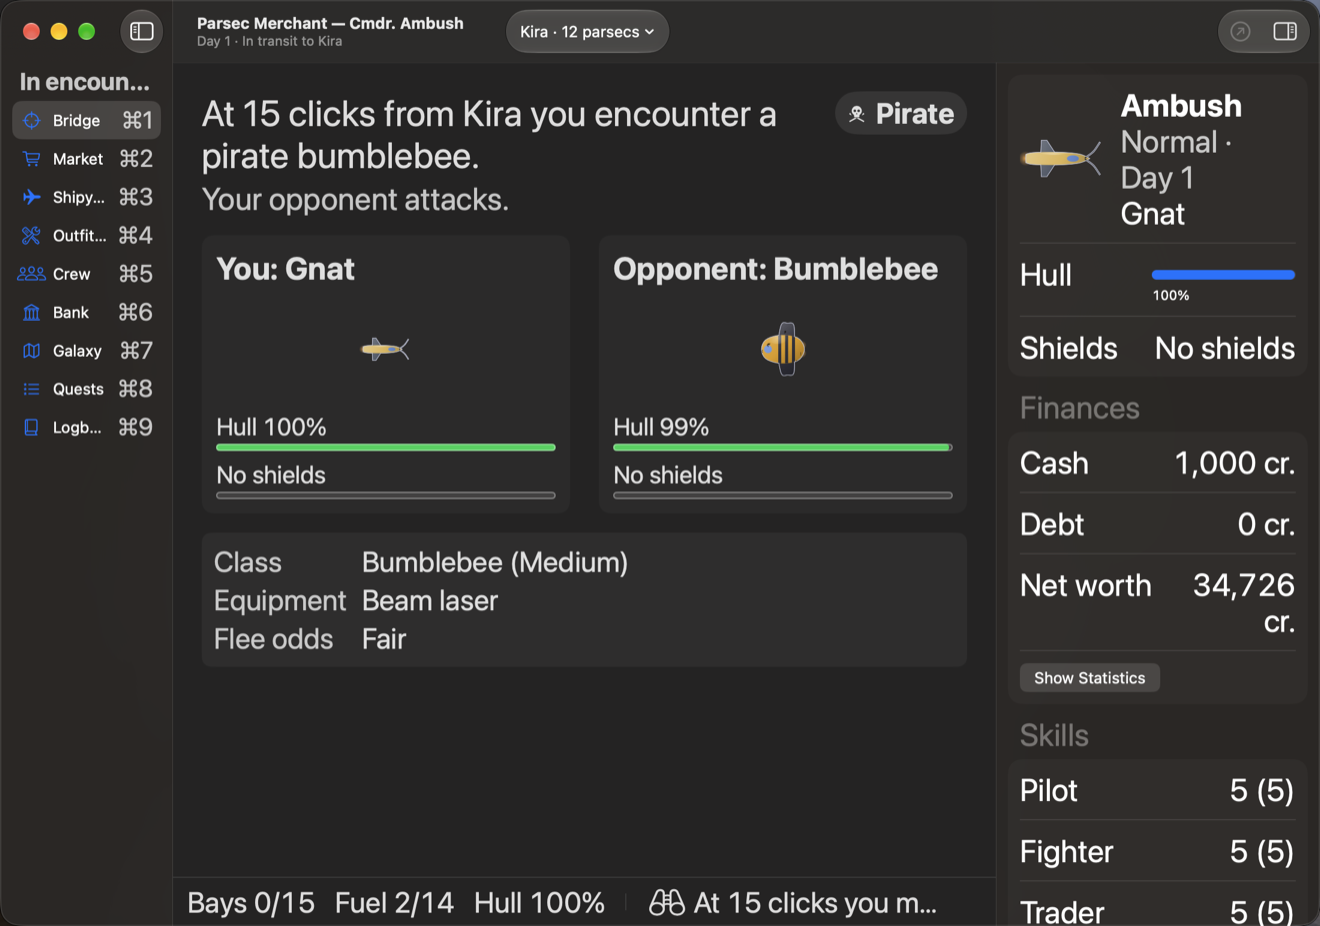 Parsec Merchant — Cmdr. Ambush
Day 1 · In transit to Kira
Kira · 12 parsecs
In encoun...
Bridge ⌘1
Market ⌘2
Shipy... ⌘3
Outfit... ⌘4
Crew ⌘5
Bank ⌘6
Galaxy ⌘7
Quests ⌘8
Logb... ⌘9
At 15 clicks from Kira you encounter a
pirate bumblebee.
Your opponent attacks.
Pirate
You: Gnat
Hull 100%
No shields
Opponent: Bumblebee
Hull 99%
No shields
Class Bumblebee (Medium)
Equipment Beam laser
Flee odds Fair
Bays 0/15 Fuel 2/14 Hull 100% At 15 clicks you m...
Ambush
Normal ·
Day 1
Gnat
Hull
100%
Shields No shields
Finances
Cash 1,000 cr.
Debt 0 cr.
Net worth 34,726
cr.
Show Statistics
Skills
Pilot 5 (5)
Fighter 5 (5)
Trader 5 (5)